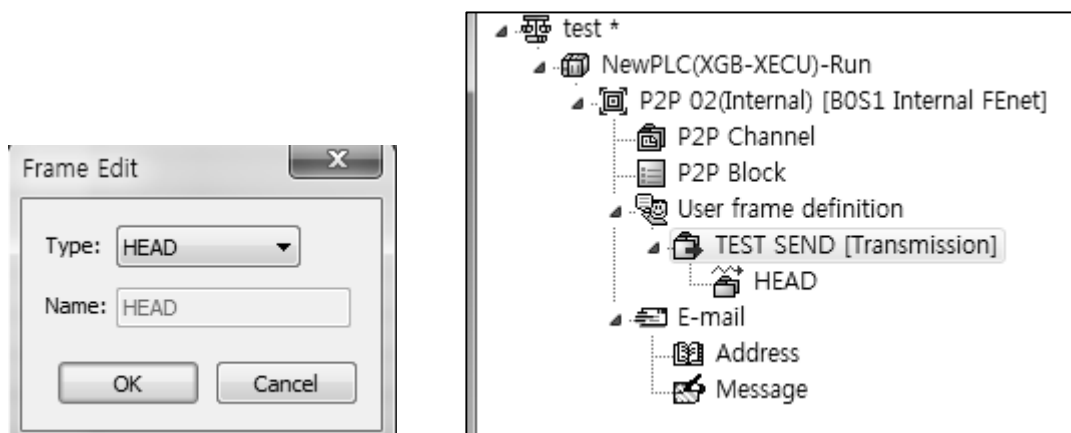 Frame Edit
Type: HEAD
Name: HEAD
OK Cancel
test *
NewPLC(XGB-XECU)-Run
P2P 02(Internal) [B0S1 Internal FEnet]
P2P Channel
P2P Block
User frame definition
TEST SEND [Transmission]
HEAD
E-mail
Address
Message